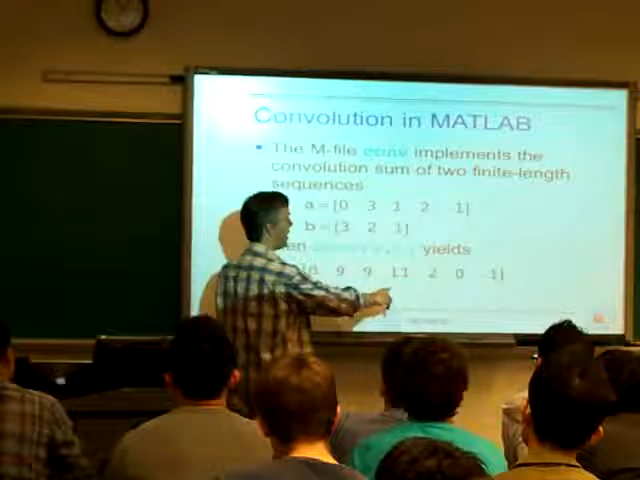 Convolution in MATLAB
• The M-file conv implements the
convolution sum of two finite-length
sequences
a = [0 3 1 2 -1]
b = [3 2 1]
yields
9 9 11 2 0 -1]